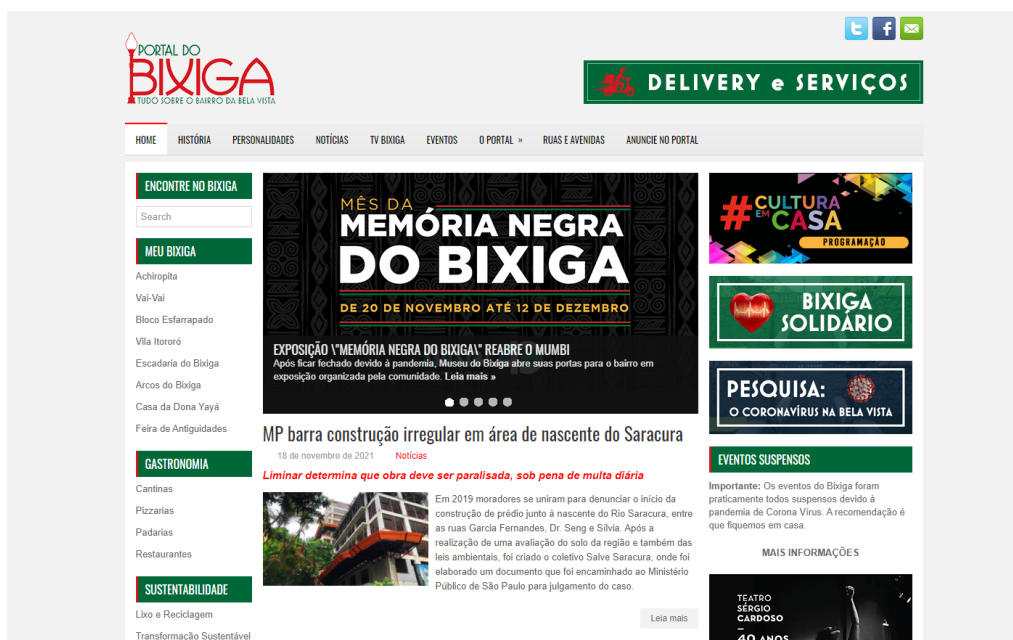 PORTAL DO
BIXIGA
TUDO SOBRE O BAIRRO DA BELA VISTA
DELIVERY e SERVIÇOS
HOME HISTÓRIA PERSONALIDADES NOTÍCIAS TV BIXIGA EVENTOS O PORTAL » RUAS E AVENIDAS ANUNCIE NO PORTAL
ENCONTRE NO BIXIGA
Search
MEU BIXIGA
Achiropita
Vai-Vai
Bloco Esfarrapado
Vila Itororó
Escadaria do Bixiga
Arcos do Bixiga
Casa da Dona Yayá
Feira de Antiguidades
GASTRONOMIA
Cantinas
Pizzarias
Padarias
Restaurantes
SUSTENTABILIDADE
Lixo e Reciclagem
Transformação Sustentável
MÊS DA
MEMÓRIA NEGRA
DO BIXIGA
DE 20 DE NOVEMBRO ATÉ 12 DE DEZEMBRO
EXPOSIÇÃO \"MEMÓRIA NEGRA DO BIXIGA\" REABRE O MUMBI
Após ficar fechado devido à pandemia, Museu do Bixiga abre suas portas para o bairro em
exposição organizada pela comunidade. Leia mais »
MP barra construção irregular em área de nascente do Saracura
18 de novembro de 2021 Notícias
Liminar determina que obra deve ser paralisada, sob pena de multa diária
Em 2019 moradores se uniram para denunciar o início da
construção de prédio junto à nascente do Rio Saracura, entre
as ruas Garcia Fernandes, Dr. Seng e Sílvia. Após a
realização de uma avaliação do solo da região e também das
leis ambientais, foi criado o coletivo Salve Saracura, onde foi
elaborado um documento que foi encaminhado ao Ministério
Público de São Paulo para julgamento do caso.
Leia mais
#CULTURA
EM CASA
PROGRAMAÇÃO
BIXIGA
SOLIDÁRIO
PESQUISA:
O CORONAVÍRUS NA BELA VISTA
EVENTOS SUSPENSOS
Importante: Os eventos do Bixiga foram
praticamente todos suspensos devido à
pandemia de Corona Vírus. A recomendação é
que fiquemos em casa.
MAIS INFORMAÇÕES
TEATRO
SÉRGIO
CARDOSO
40 ANOS